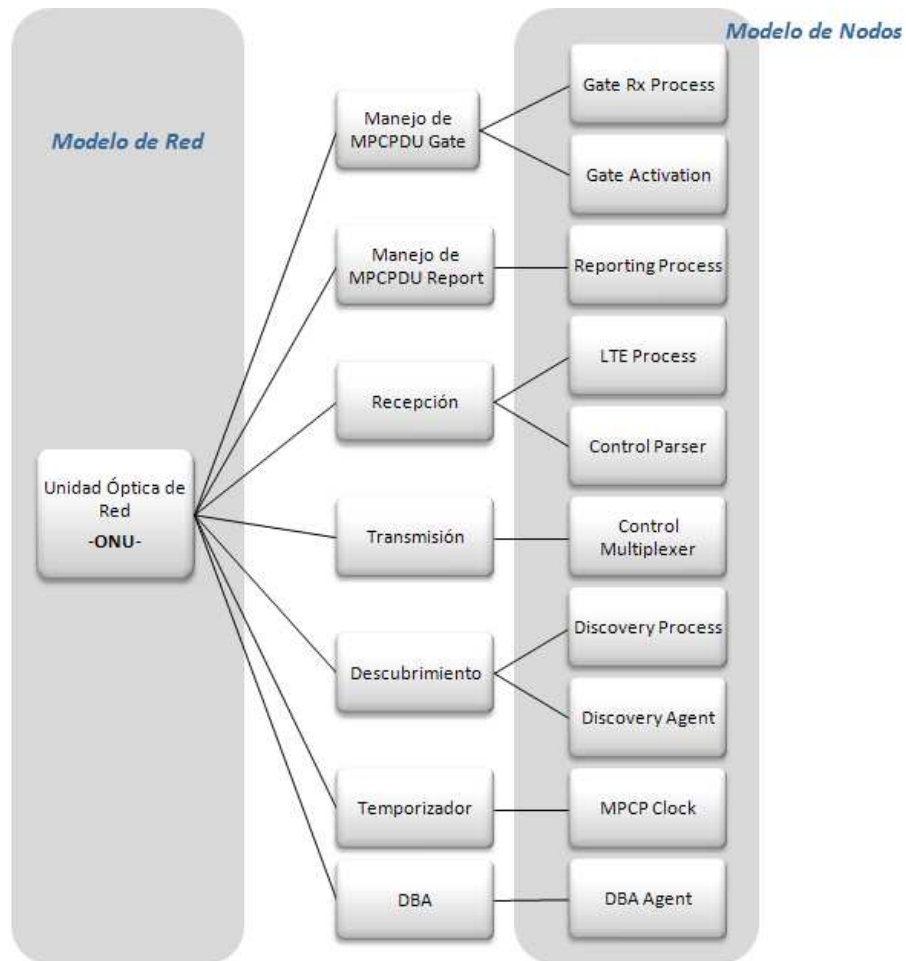 Modelo de Nodos
Modelo de Red
Unidad Óptica de
Red
-ONU-
Manejo de
MPCPDU Gate
Gate Rx Process
Gate Activation
Manejo de
MPCPDU Report
Reporting Process
Recepción
LTE Process
Control Parser
Transmisión
Control
Multiplexer
Descubrimiento
Discovery Process
Discovery Agent
Temporizador
MPCP Clock
DBA
DBA Agent